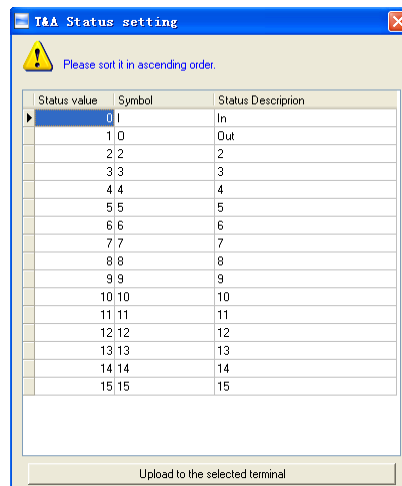 T&A Status setting
Please sort it in ascending order.
Status value Symbol Status Descriprion
0 I In
1 O Out
2 2 2
3 3 3
4 4 4
5 5 5
6 6 6
7 7 7
8 8 8
9 9 9
10 10 10
11 11 11
12 12 12
13 13 13
14 14 14
15 15 15
Upload to the selected terminal